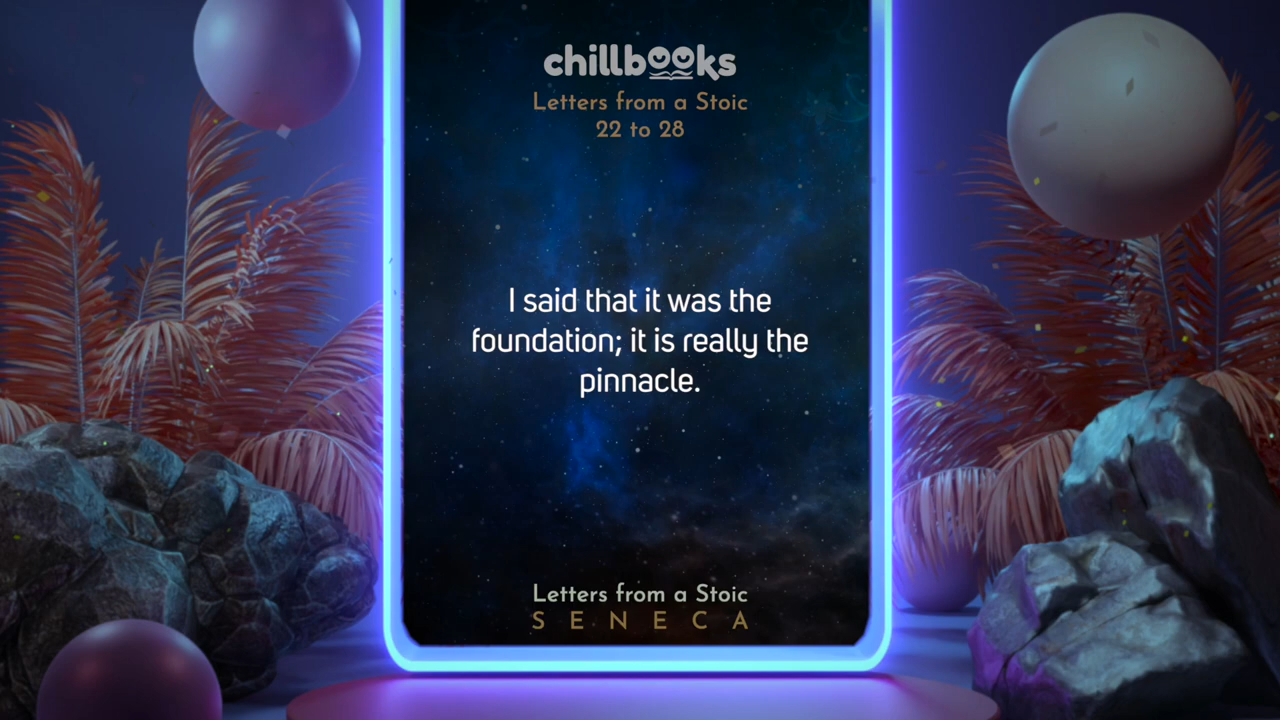 chillbooks
Letters from a Stoic
22 to 28
I said that it was the
foundation; it is really the
pinnacle.
Letters from a Stoic
SENECA